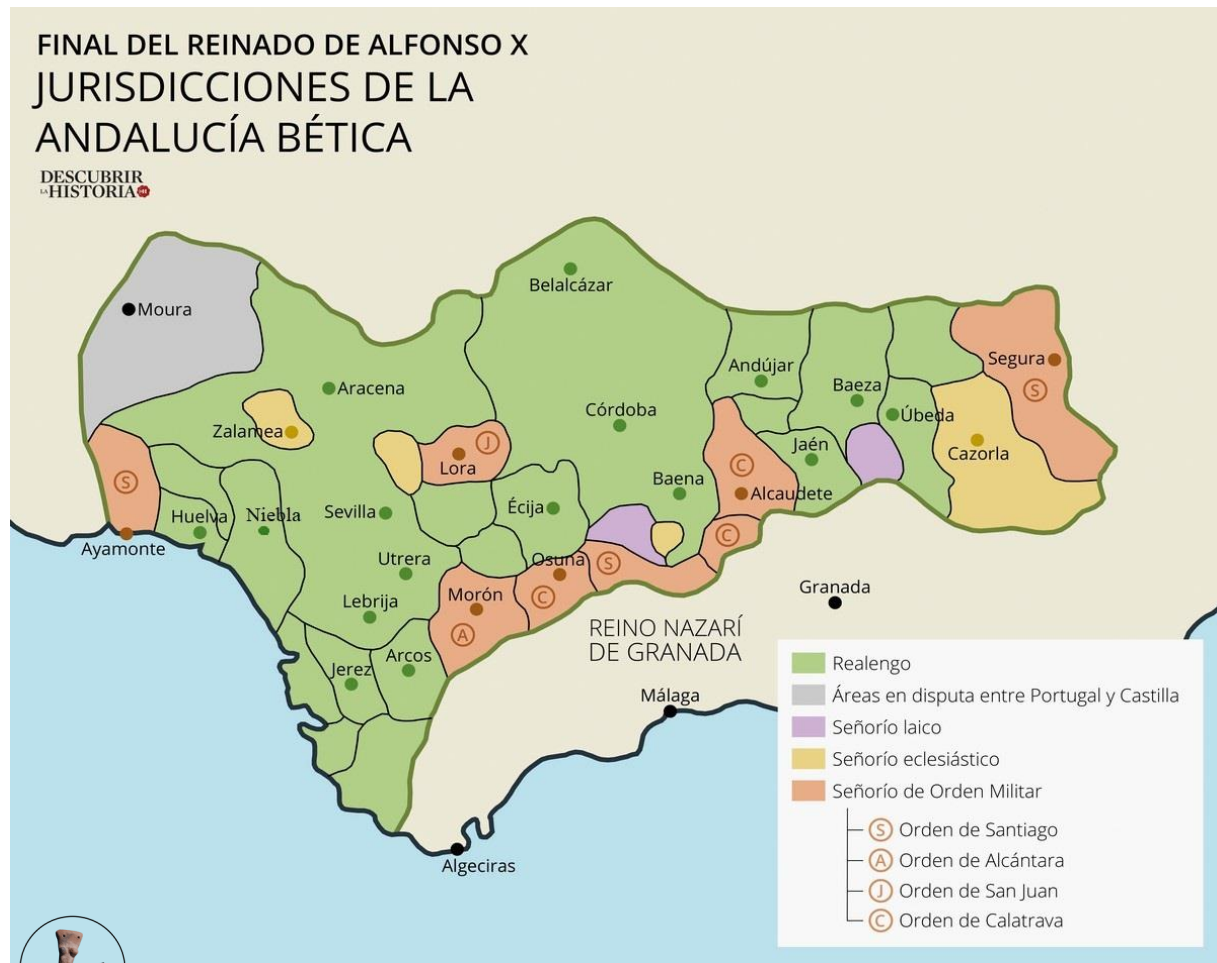 FINAL DEL REINADO DE ALFONSO X
JURISDICCIONES DE LA
ANDALUCÍA BÉTICA
DESCUBRIR
LA HISTORIA
Belalcázar
Moura
Segura
Andújar
Aracena
Baeza
S
Córdoba
Úbeda
Zalamea
J
Jaén
Cazorla
Lora
C
Baena
S
Alcaudete
Écija
Sevilla
Huelva
Niebla
C
Ayamonte
Utrera
Osuna
S
Granada
Morón
C
Lebrija
A
REINO NAZARÍ
DE GRANADA
Arcos
Jerez
Málaga
Algeciras
Realengo
Áreas en disputa entre Portugal y Castilla
Señorío laico
Señorío eclesiástico
Señorío de Orden Militar
S Orden de Santiago
A Orden de Alcántara
J Orden de San Juan
C Orden de Calatrava